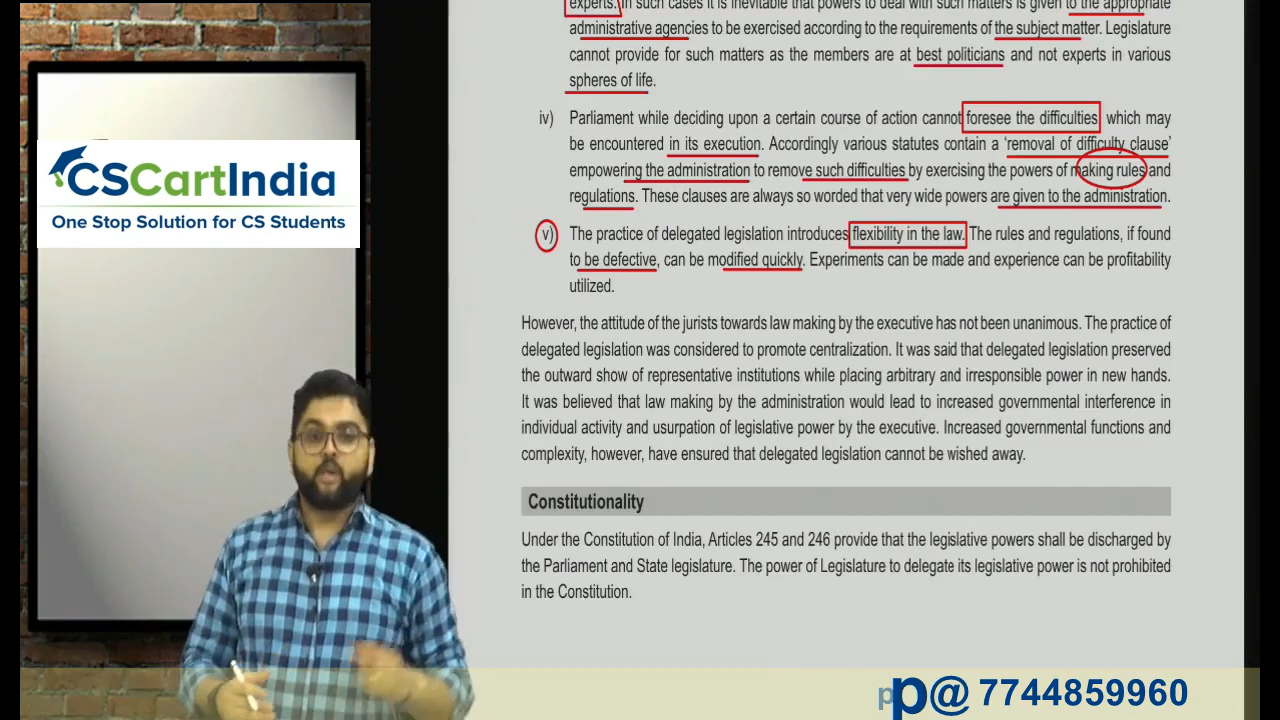 experts. In such cases it is inevitable that powers to deal with such matters is given to the appropriate
administrative agencies to be exercised according to the requirements of the subject matter. Legislature
cannot provide for such matters as the members are at best politicians and not experts in various
spheres of life.
iv) Parliament while deciding upon a certain course of action cannot foresee the difficulties, which may
be encountered in its execution. Accordingly various statutes contain a ‘removal of difficulty clause’
empowering the administration to remove such difficulties by exercising the powers of making rules and
regulations. These clauses are always so worded that very wide powers are given to the administration.
v) The practice of delegated legislation introduces flexibility in the law. The rules and regulations, if found
to be defective, can be modified quickly. Experiments can be made and experience can be profitability
utilized.
However, the attitude of the jurists towards law making by the executive has not been unanimous. The practice of
delegated legislation was considered to promote centralization. It was said that delegated legislation preserved
the outward show of representative institutions while placing arbitrary and irresponsible power in new hands.
It was believed that law making by the administration would lead to increased governmental interference in
individual activity and usurpation of legislative power by the executive. Increased governmental functions and
complexity, however, have ensured that delegated legislation cannot be wished away.
Constitutionality
Under the Constitution of India, Articles 245 and 246 provide that the legislative powers shall be discharged by
the Parliament and State legislature. The power of Legislature to delegate its legislative power is not prohibited
in the Constitution.
CSCartIndia
One Stop Solution for CS Students
p@ 7744859960